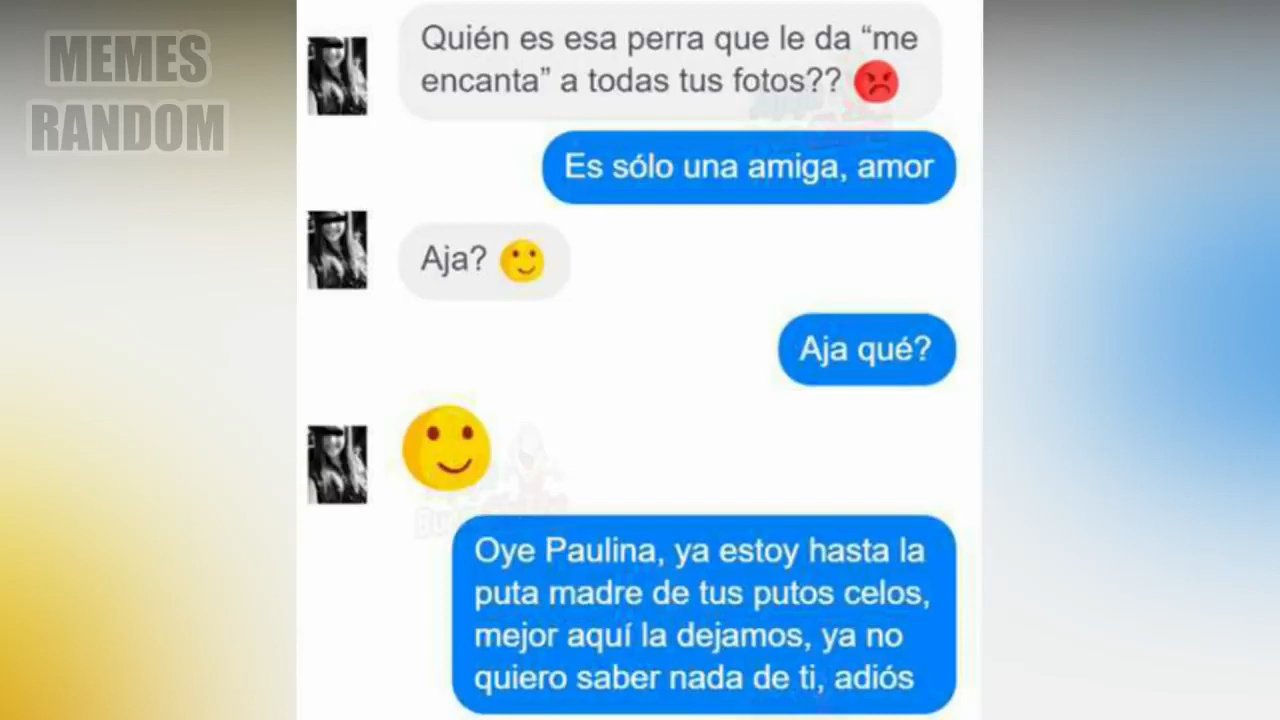 MEMES
RANDOM
Quién es esa perra que le da “me
encanta” a todas tus fotos??
Es sólo una amiga, amor
Aja?
Aja qué?
Oye Paulina, ya estoy hasta la
puta madre de tus putos celos,
mejor aquí la dejamos, ya no
quiero saber nada de ti, adiós